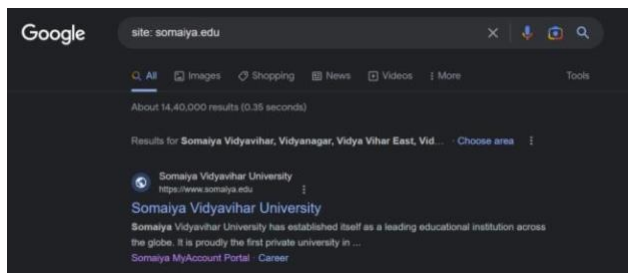 Google
site: somaiya.edu
All Images Shopping News Videos More Tools
About 14,40,000 results (0.35 seconds)
Results for Somaiya Vidyavihar, Vidyanagar, Vidya Vihar East, Vid... · Choose area
Somaiya Vidyavihar University
https://www.somaiya.edu
Somaiya Vidyavihar University
Somaiya Vidyavihar University has established itself as a leading educational institution across
the globe. It is proudly the first private university in ...
Somaiya MyAccount Portal · Career